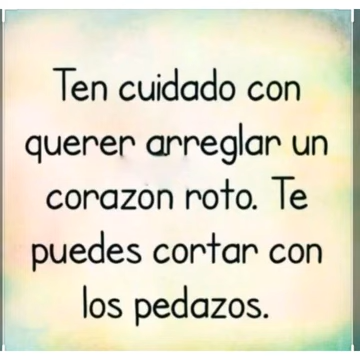 Ten cuidado con
querer arreglar un
corazon roto. Te
puedes cortar con
los pedazos.